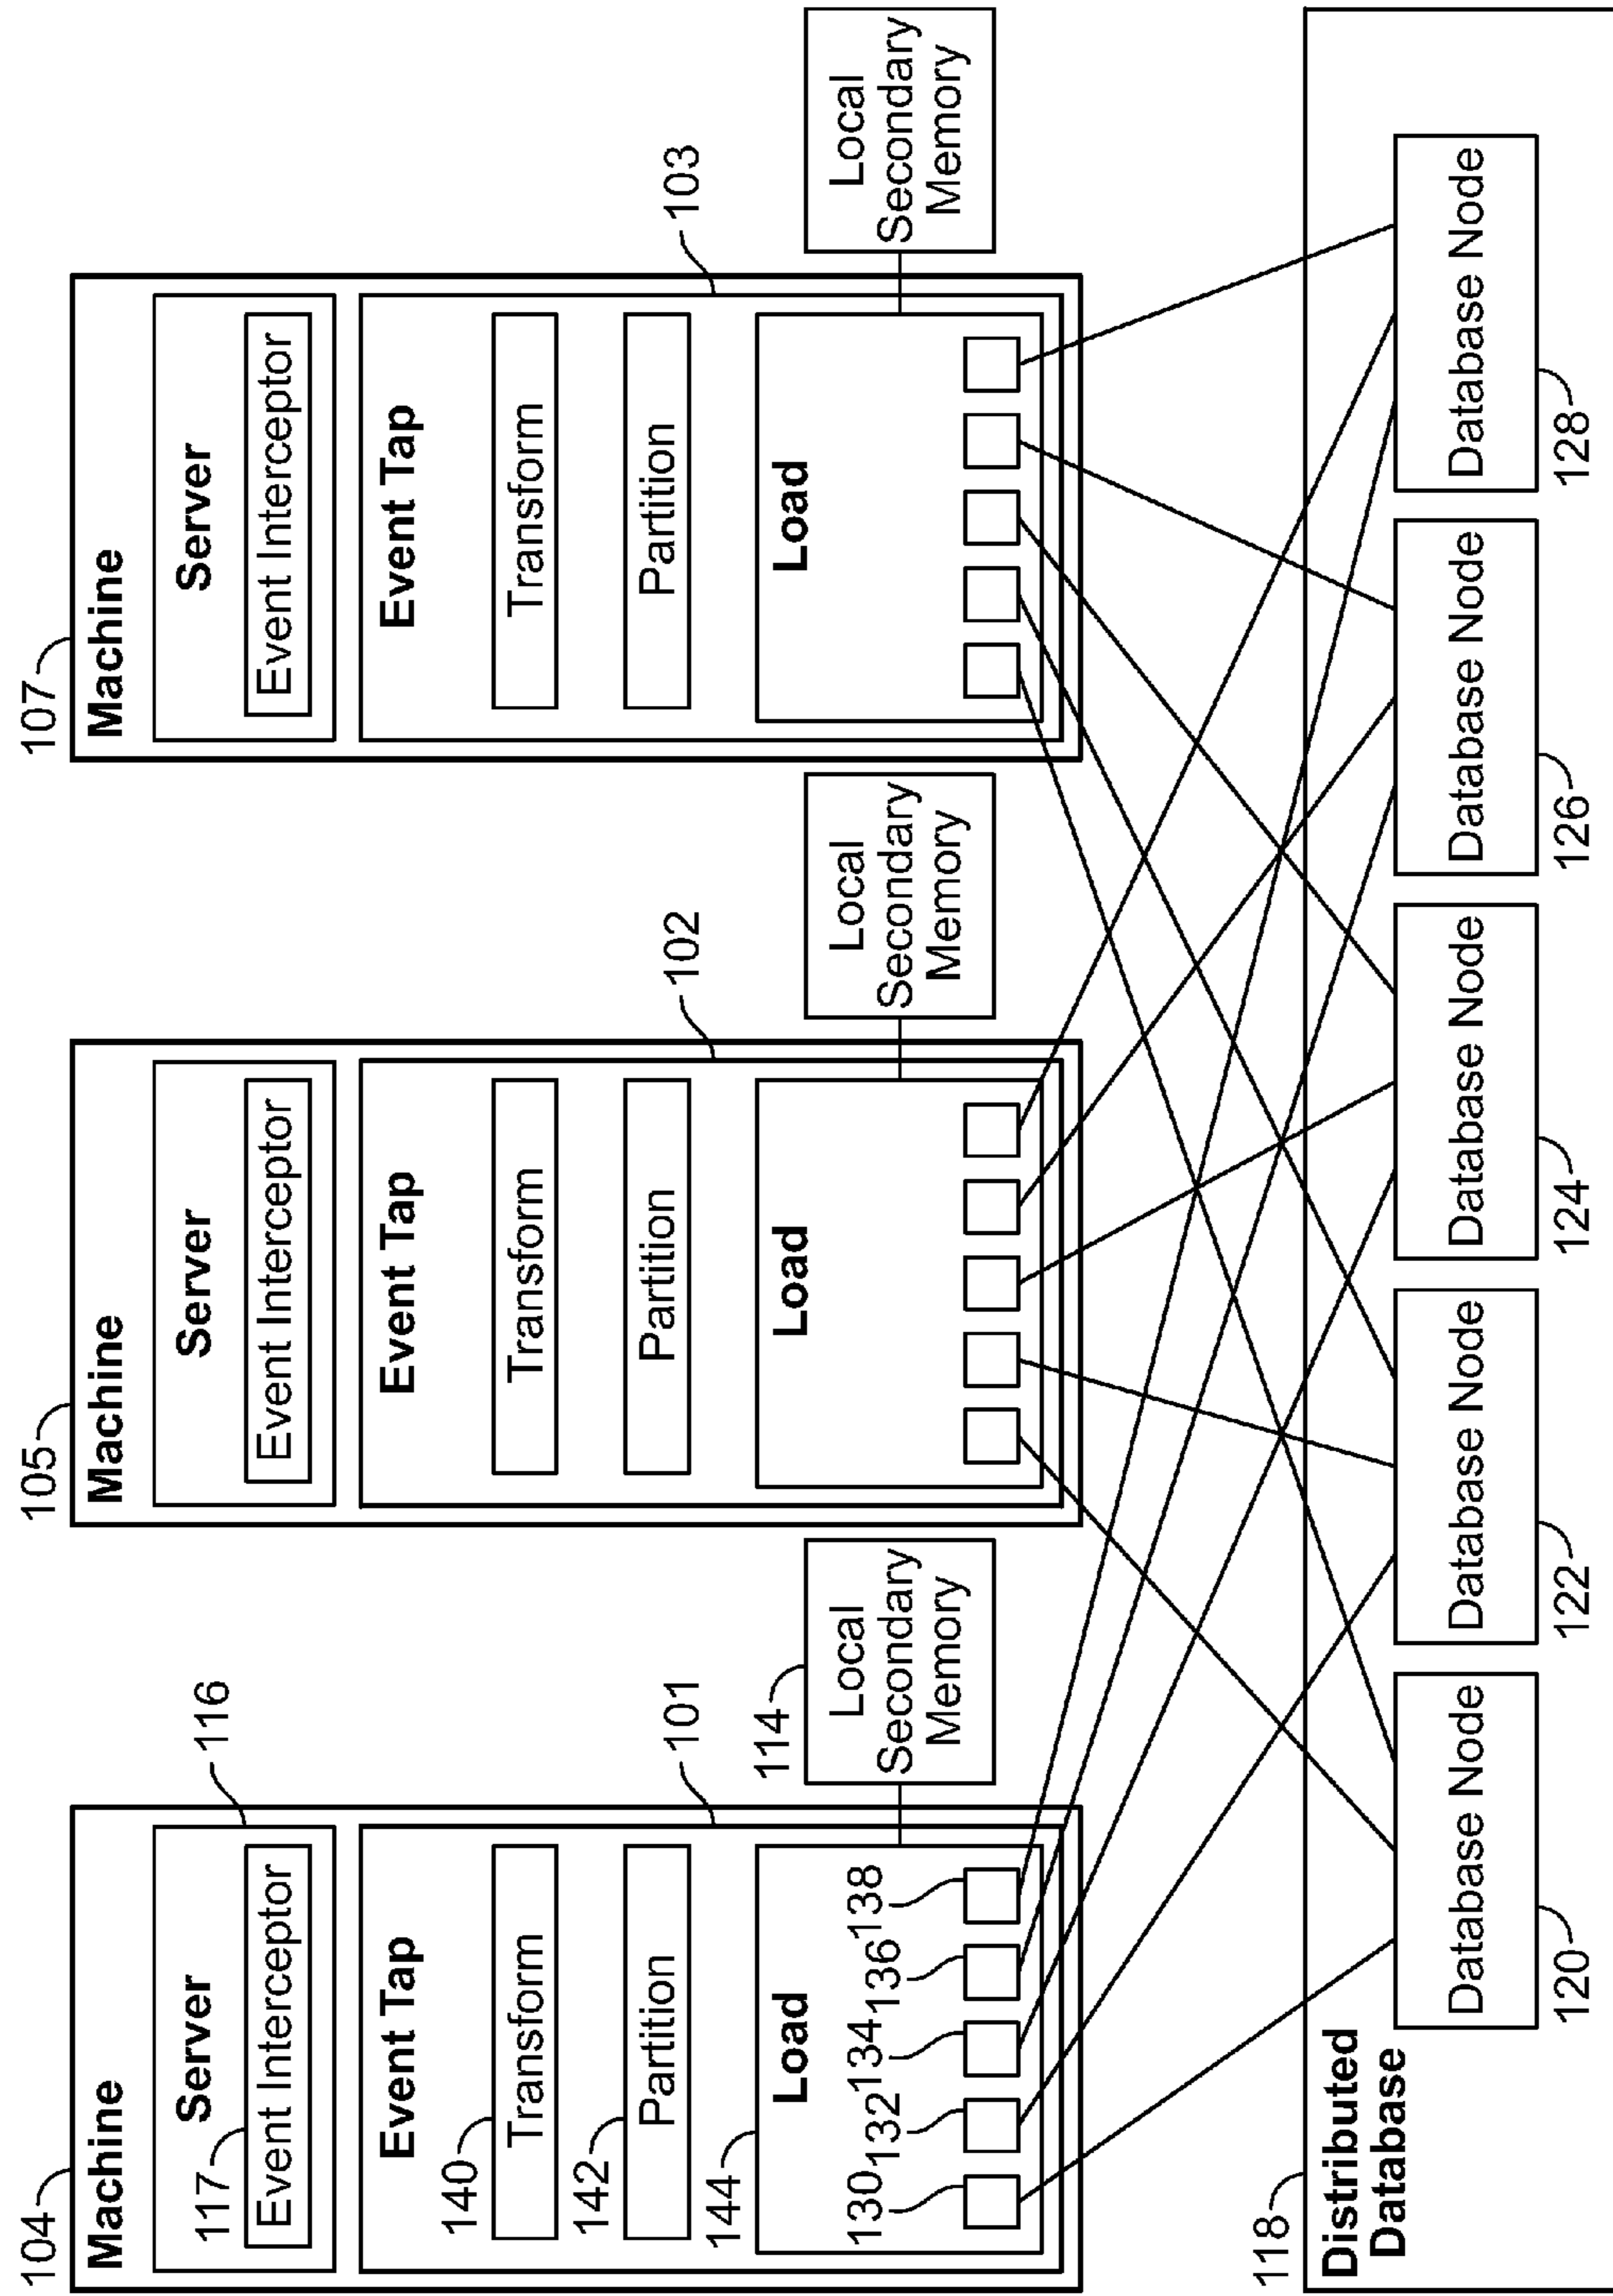 104
Machine
Server
116
117
Event Interceptor
Event Tap
140
Transform
142
Partition
101
144
Load
130
132
134
136
138
114
Local
Secondary
Memory
105
Machine
Server
Event Interceptor
Event Tap
Transform
Partition
102
Load
Local
Secondary
Memory
107
Machine
Server
Event Interceptor
Event Tap
Transform
Partition
103
Load
Local
Secondary
Memory
118
Distributed
Database
Database Node
120
Database Node
122
Database Node
124
Database Node
126
Database Node
128